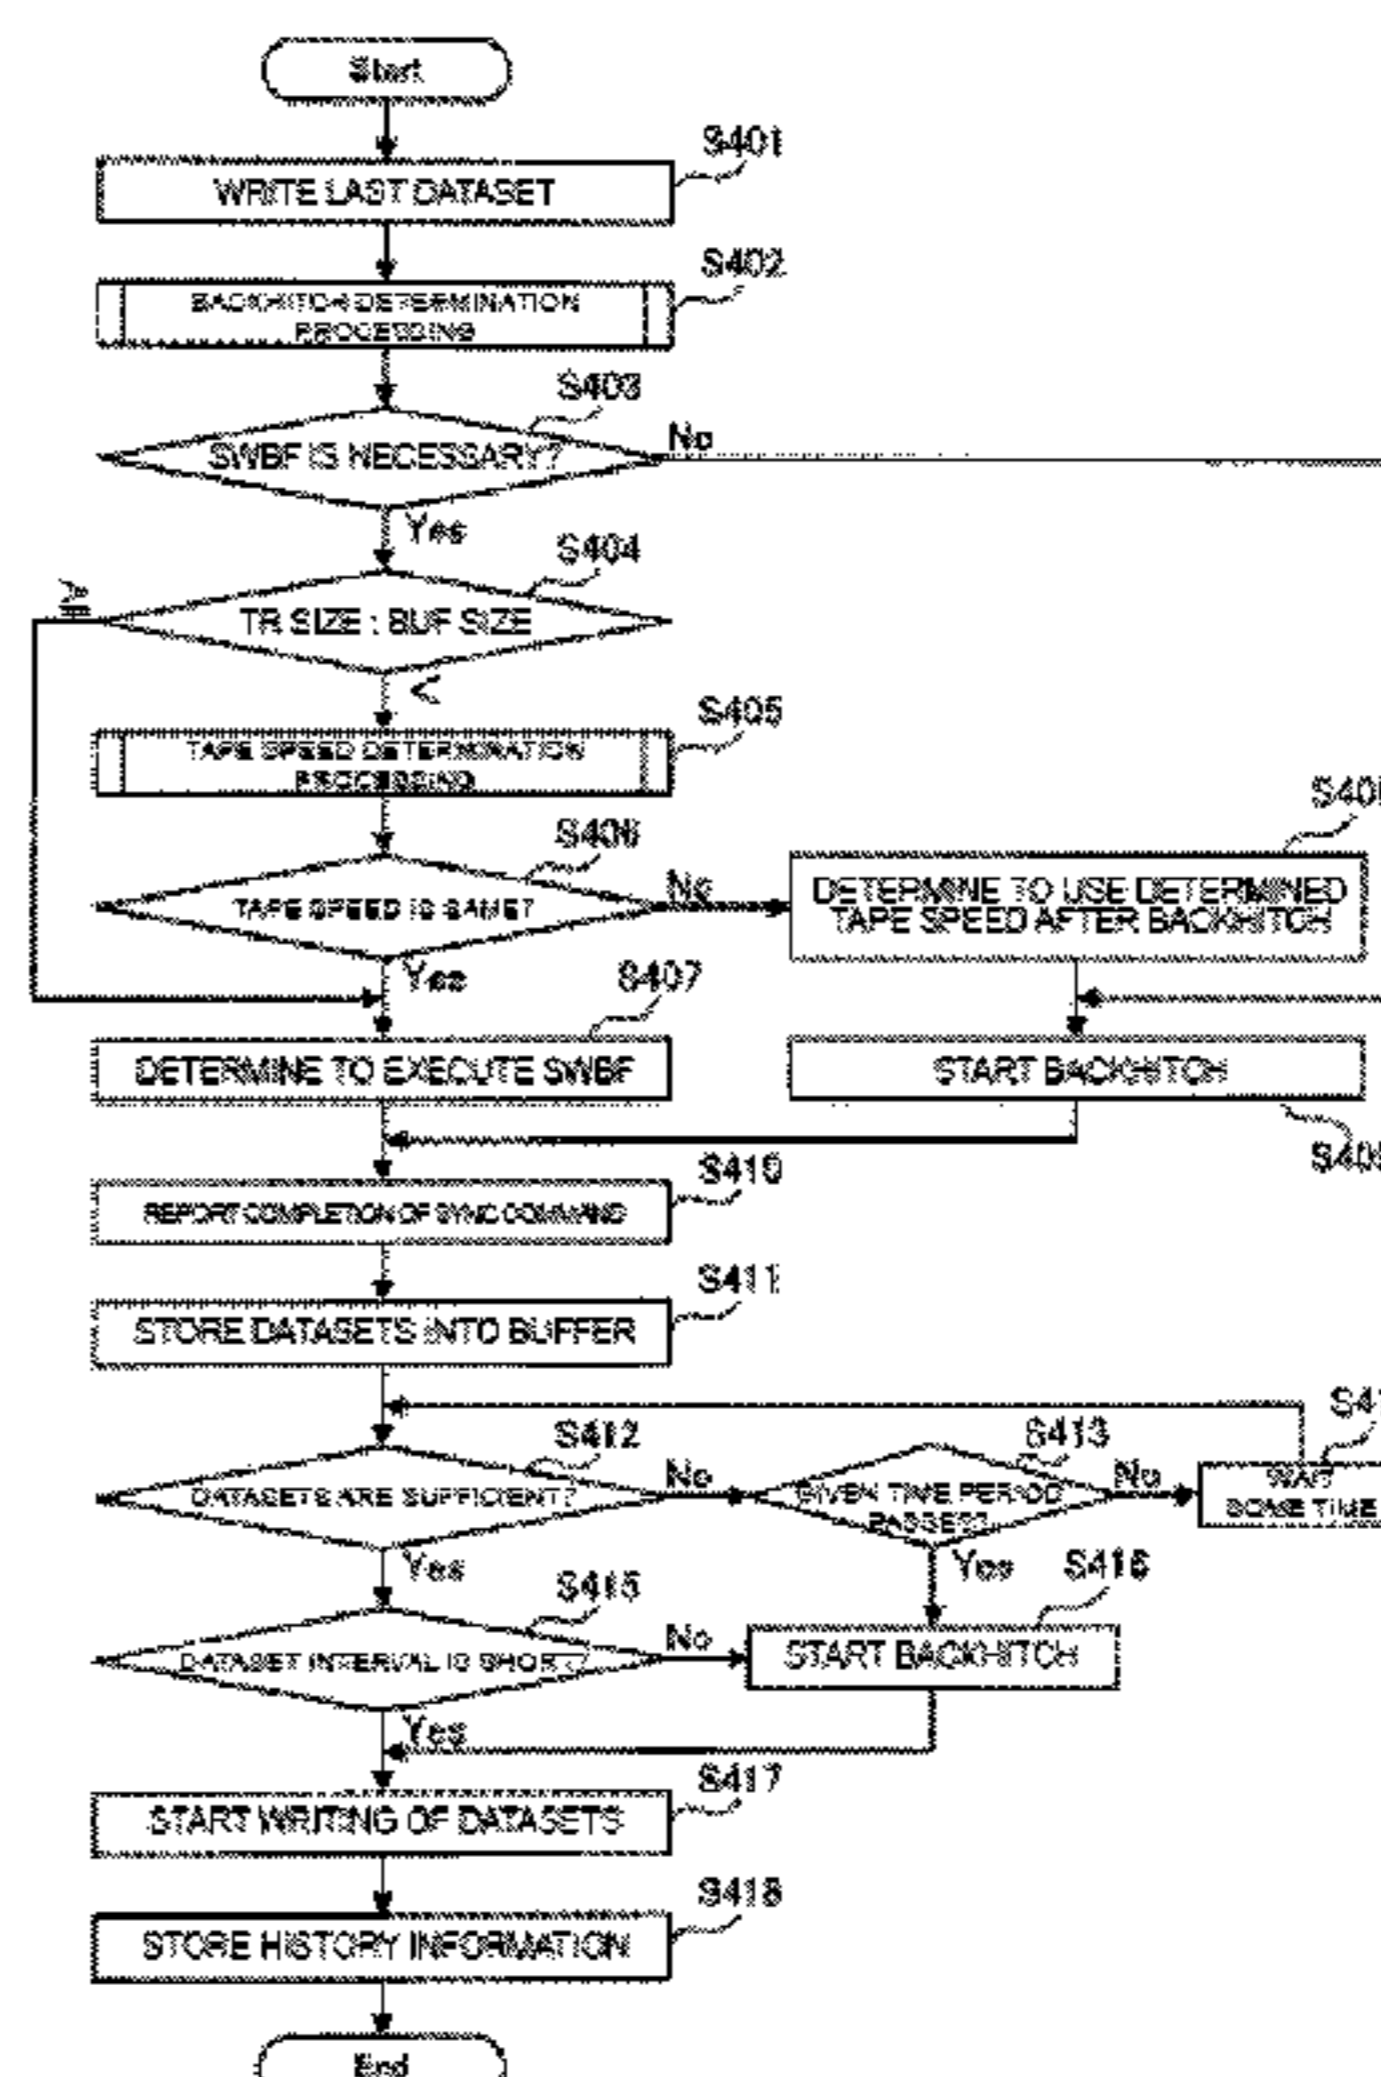 Start
S401
WRITE LAST DATASET
S402
BACKHITCH DETERMINATION
PROCESSING
S403
SWBF IS NECESSARY?
No
Yes
S404
≥
TR SIZE : BUF SIZE
<
S405
TAPE SPEED DETERMINATION
PROCESSING
S406
TAPE SPEED IS SAME?
No
Yes
DETERMINE TO USE DETERMINED
TAPE SPEED AFTER BACKHITCH
S407
DETERMINE TO EXECUTE SWBF
START BACKHITCH
S410
REPORT COMPLETION OF SYNC COMMAND
S411
STORE DATASETS INTO BUFFER
S412
DATASETS ARE SUFFICIENT?
No
Yes
S413
GIVEN TIME PERIOD
PASSES?
No
Yes
WAIT
SOME TIME
S415
DATASET INTERVAL IS SHORT?
No
Yes
S416
START BACKHITCH
S417
START WRITING OF DATASETS
S418
STORE HISTORY INFORMATION
End